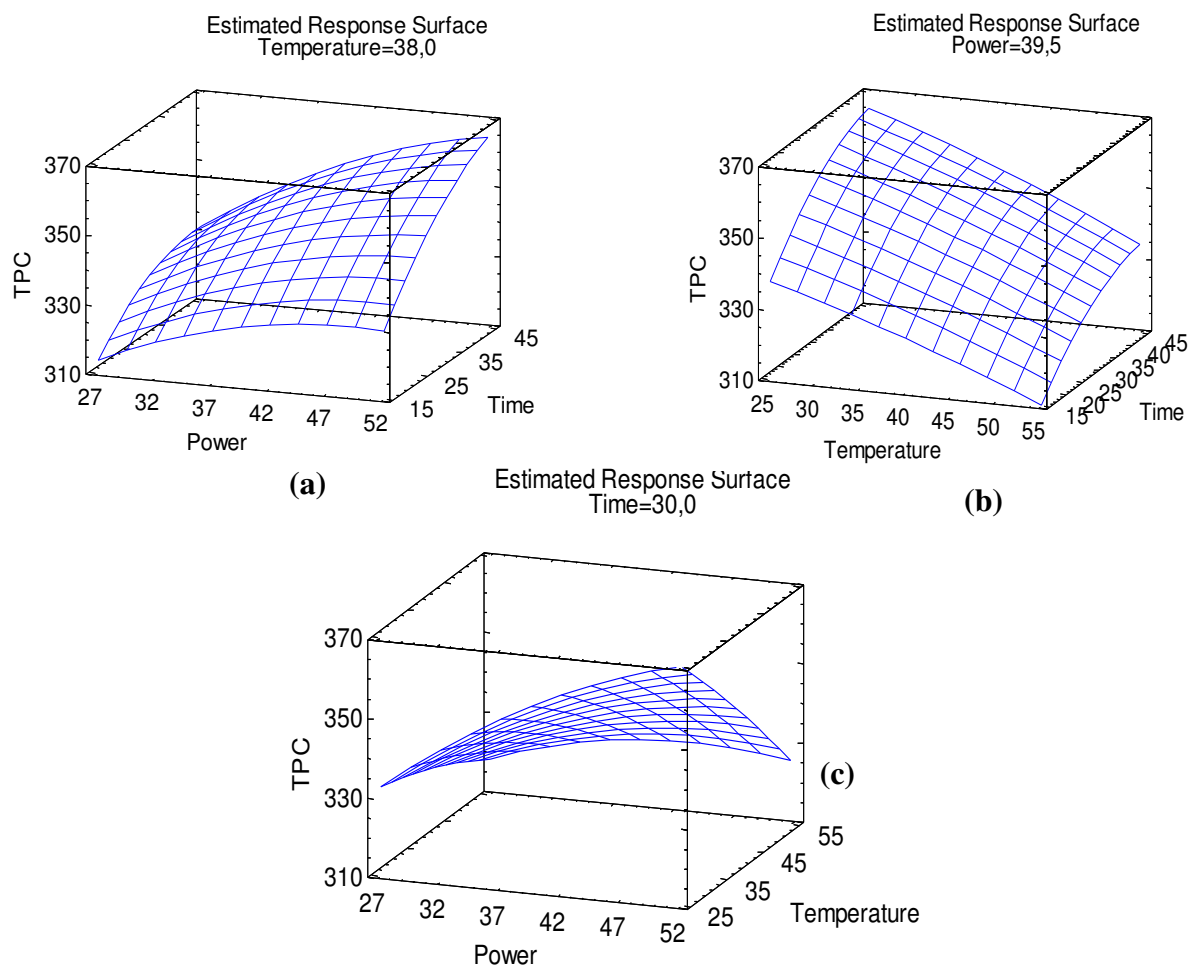 Estimated Response Surface
Temperature=38,0
370
350
330
310
TPC
27 32 37 42 47 52
Power
15 25 35 45
Time
(a)
Estimated Response Surface
Power=39,5
370
350
330
310
TPC
25 30 35 40 45 50 55
Temperature
15 20 25 30 35 40 45
Time
(b)
Estimated Response Surface
Time=30,0
370
350
330
310
TPC
27 32 37 42 47 52
Power
25 35 45 55
Temperature
(c)